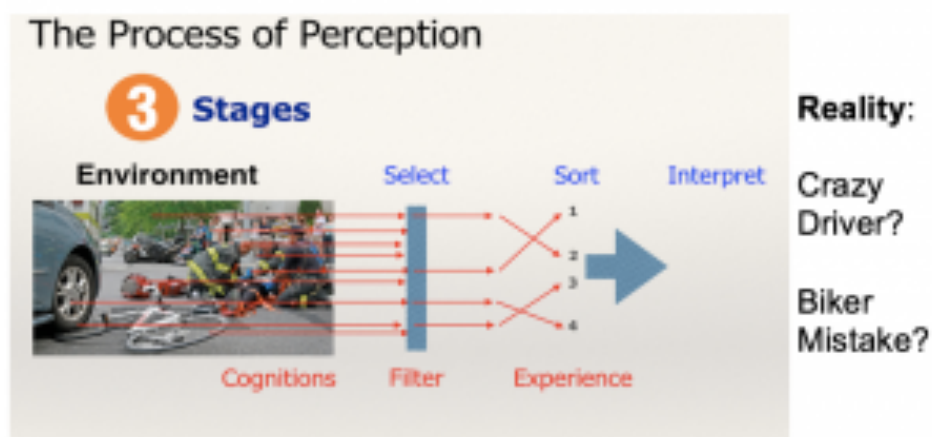 The Process of Perception
3 Stages
Reality:
Environment
Select
Sort
Interpret
Crazy
Driver?
1
2
3
4
Biker
Mistake?
Cognitions
Filter
Experience